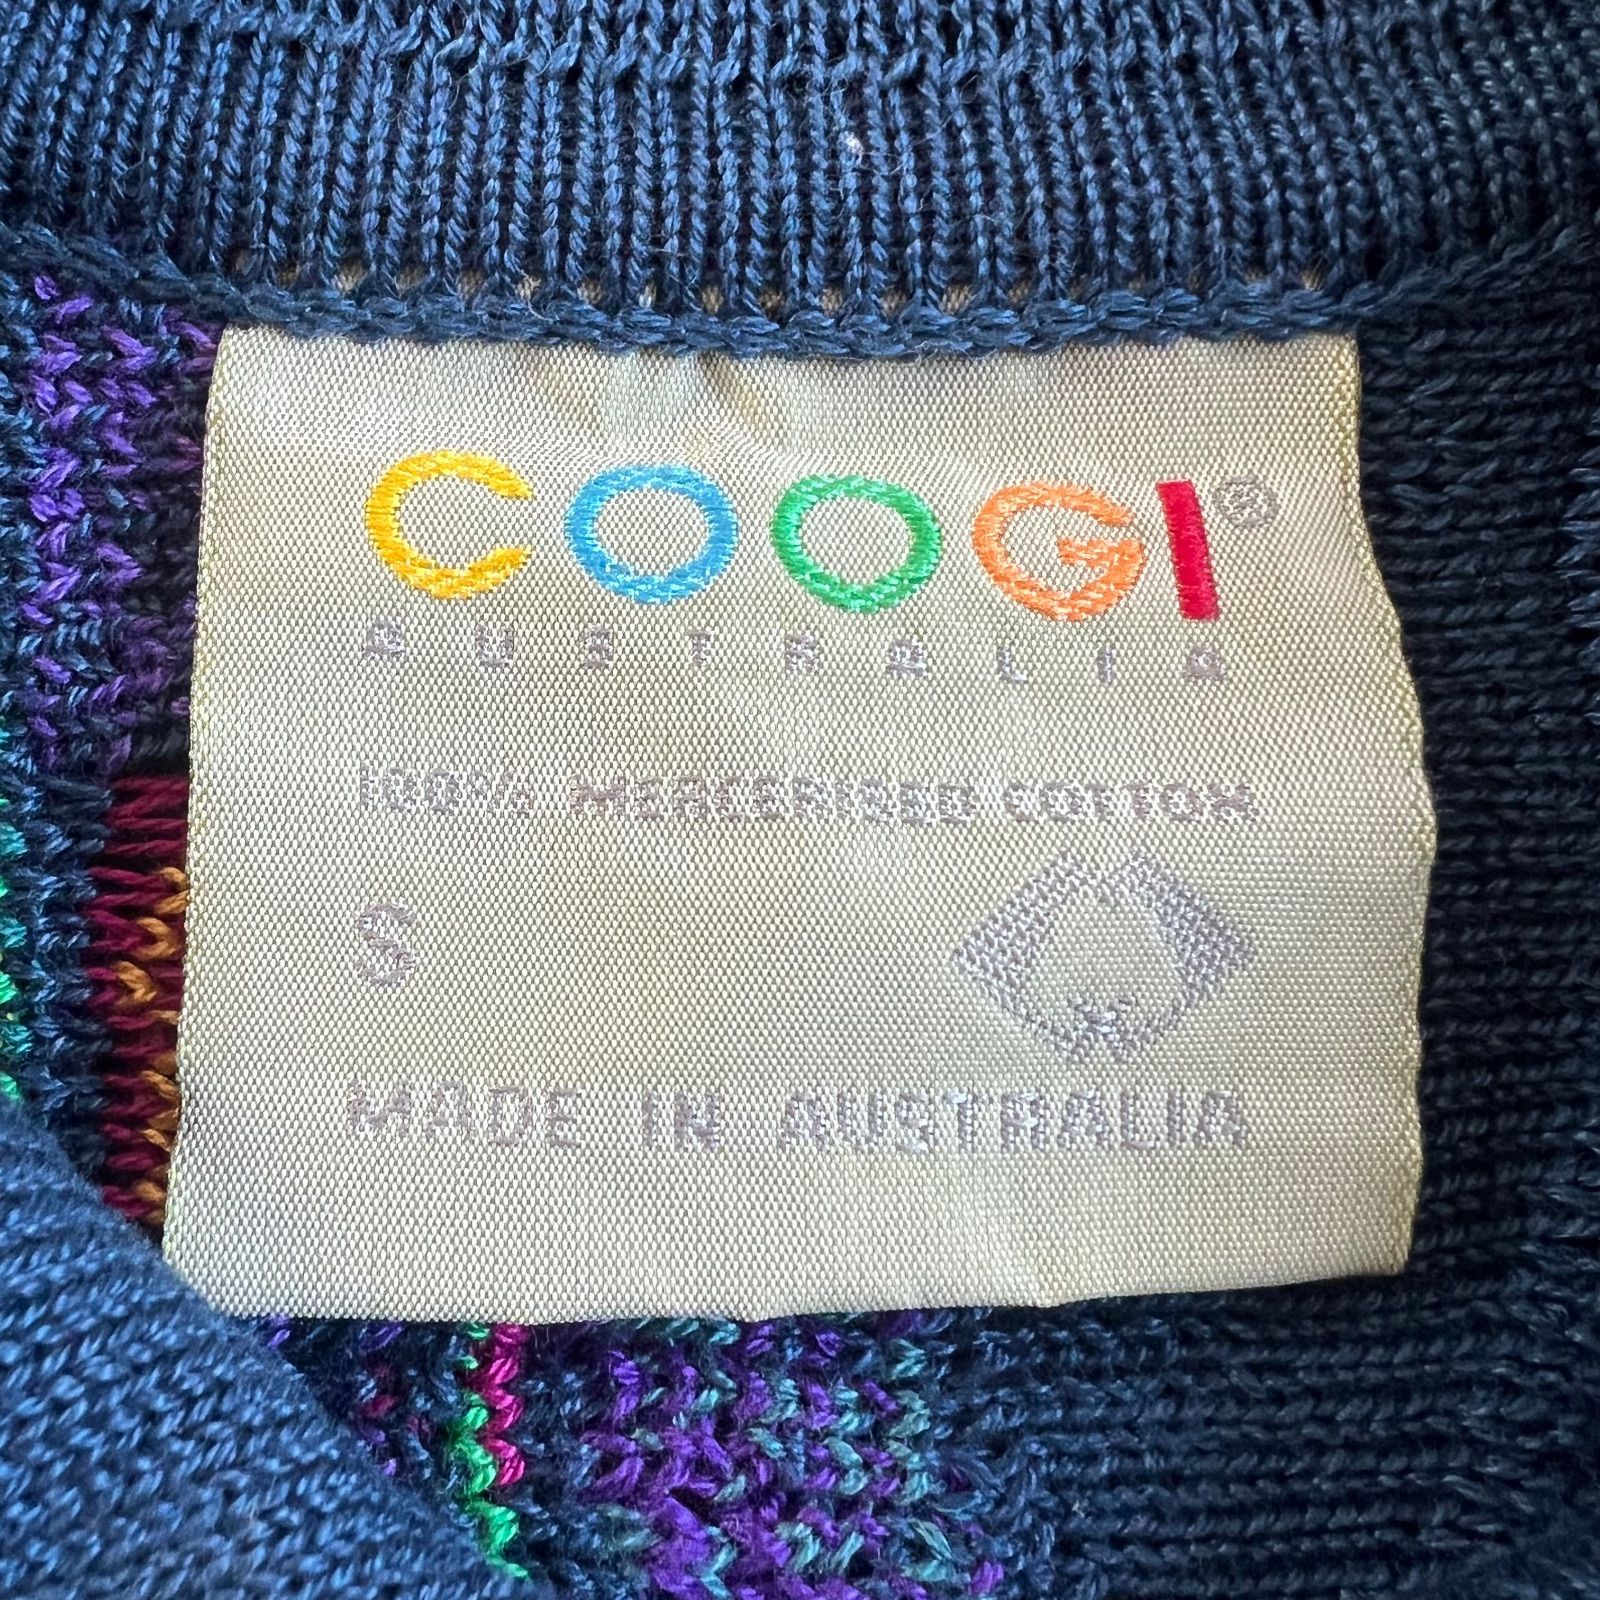 COOGI®
AUSTRALIA
100% MERCERISED COTTON
S
MADE IN AUSTRALIA